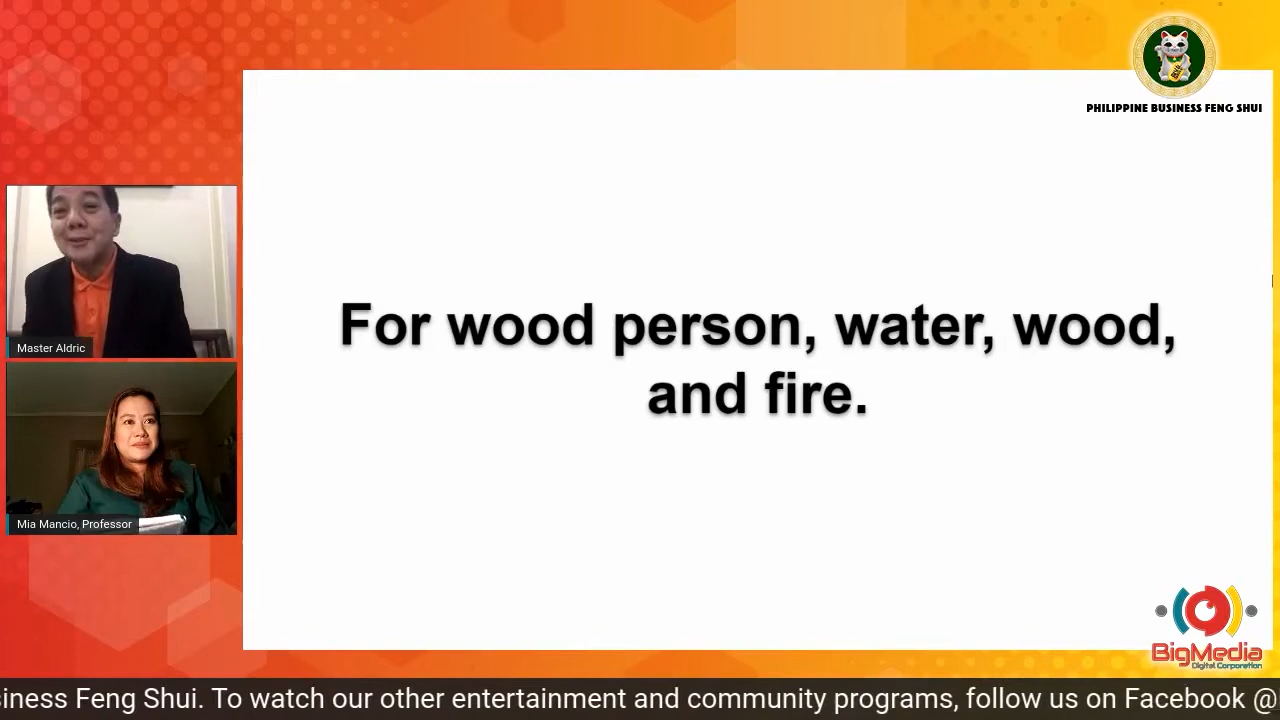 PHILIPPINE BUSINESS FENG SHUI
For wood person, water, wood,
and fire.
Master Aldric
Mia Mancio, Professor
BigMedia
Digital Corporation
siness Feng Shui. To watch our other entertainment and community programs, follow us on Facebook @